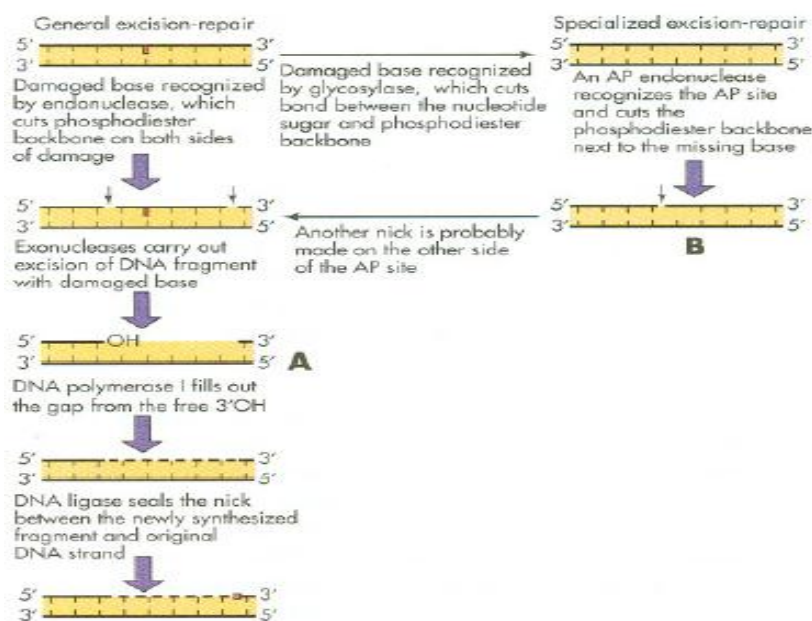 General excision-repair
5′ 3′
3′ 5′
Damaged base recognized
by endonuclease, which
cuts phosphodiester
backbone on both sides
of damage
Damaged base recognized
by glycosylase, which cuts
bond between the nucleotide
sugar and phosphodiester
backbone
Specialized excision-repair
5′ 3′
3′ 5′
An AP endonuclease
recognizes the AP site
and cuts the
phosphodiester backbone
next to the missing base
5′ 3′
3′ 5′
Exonucleases carry out
excision of DNA fragment
with damaged base
Another nick is probably
made on the other side
of the AP site
5′ 3′
3′ 5′
B
5′ OH 3′
3′ 5′
A
DNA polymerase I fills out
the gap from the free 3′OH
5′ 3′
3′ 5′
DNA ligase seals the nick
between the newly synthesized
fragment and original
DNA strand
5′ 3′
3′ 5′